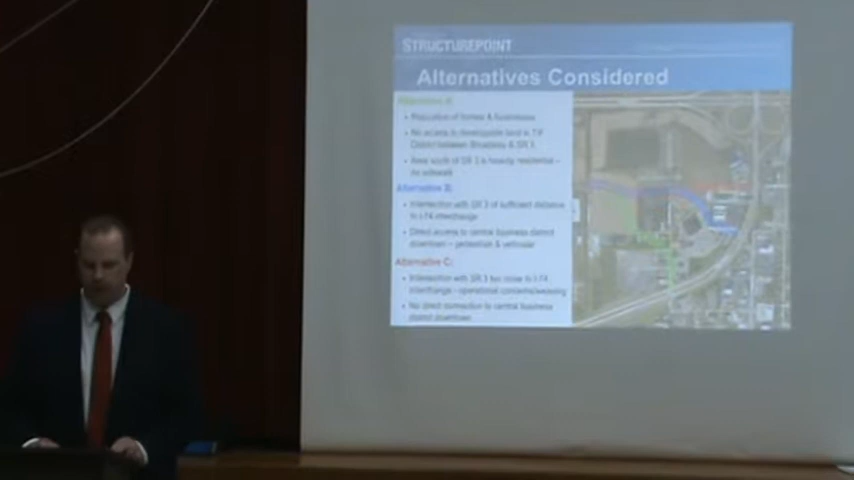 STRUCTUREPOINT
Alternatives Considered
Alternative A:
• Relocation of homes & businesses
• No access to developable land in TIF
District between Broadway & SR 3
• Area south of SR 3 is heavily residential –
no sidewalk
Alternative B:
• Intersection with SR 3 of sufficient distance
to I-74 interchange
• Direct access to central business district
downtown – pedestrian & vehicular
Alternative C:
• Intersection with SR 3 too close to I-74
interchange - operational concerns/weaving
• No direct connection to central business
district downtown